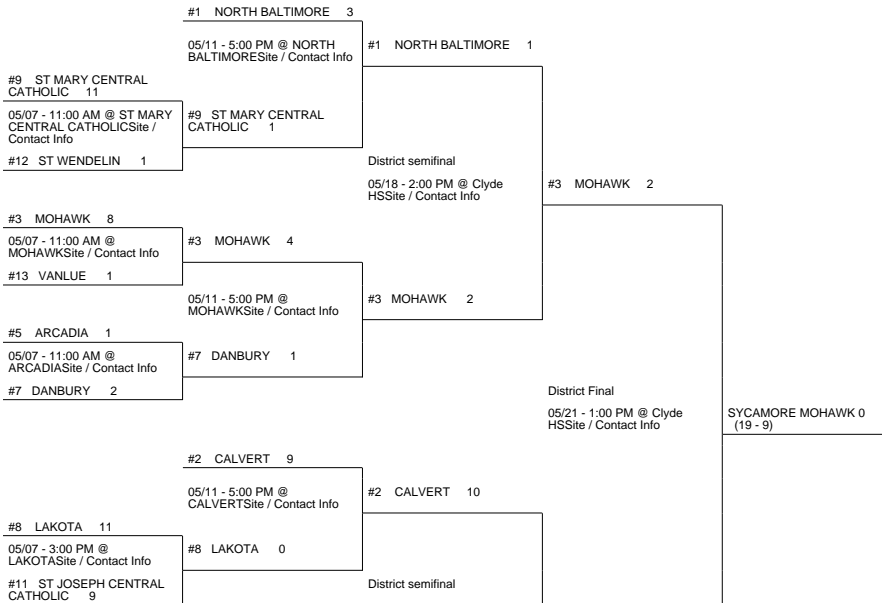 #1 NORTH BALTIMORE 3
05/11 - 5:00 PM @ NORTH
BALTIMORESite / Contact Info
#1 NORTH BALTIMORE 1
#9 ST MARY CENTRAL
CATHOLIC 11
05/07 - 11:00 AM @ ST MARY
CENTRAL CATHOLICSite /
Contact Info
#9 ST MARY CENTRAL
CATHOLIC 1
#12 ST WENDELIN 1
District semifinal
05/18 - 2:00 PM @ Clyde
HSSite / Contact Info
#3 MOHAWK 2
#3 MOHAWK 8
05/07 - 11:00 AM @
MOHAWKSite / Contact Info
#3 MOHAWK 4
#13 VANLUE 1
05/11 - 5:00 PM @
MOHAWKSite / Contact Info
#3 MOHAWK 2
#5 ARCADIA 1
05/07 - 11:00 AM @
ARCADIASite / Contact Info
#7 DANBURY 1
#7 DANBURY 2
District Final
05/21 - 1:00 PM @ Clyde
HSSite / Contact Info
SYCAMORE MOHAWK 0
(19 - 9)
#2 CALVERT 9
05/11 - 5:00 PM @
CALVERTSite / Contact Info
#2 CALVERT 10
#8 LAKOTA 11
05/07 - 3:00 PM @
LAKOTASite / Contact Info
#8 LAKOTA 0
#11 ST JOSEPH CENTRAL
CATHOLIC 9
District semifinal